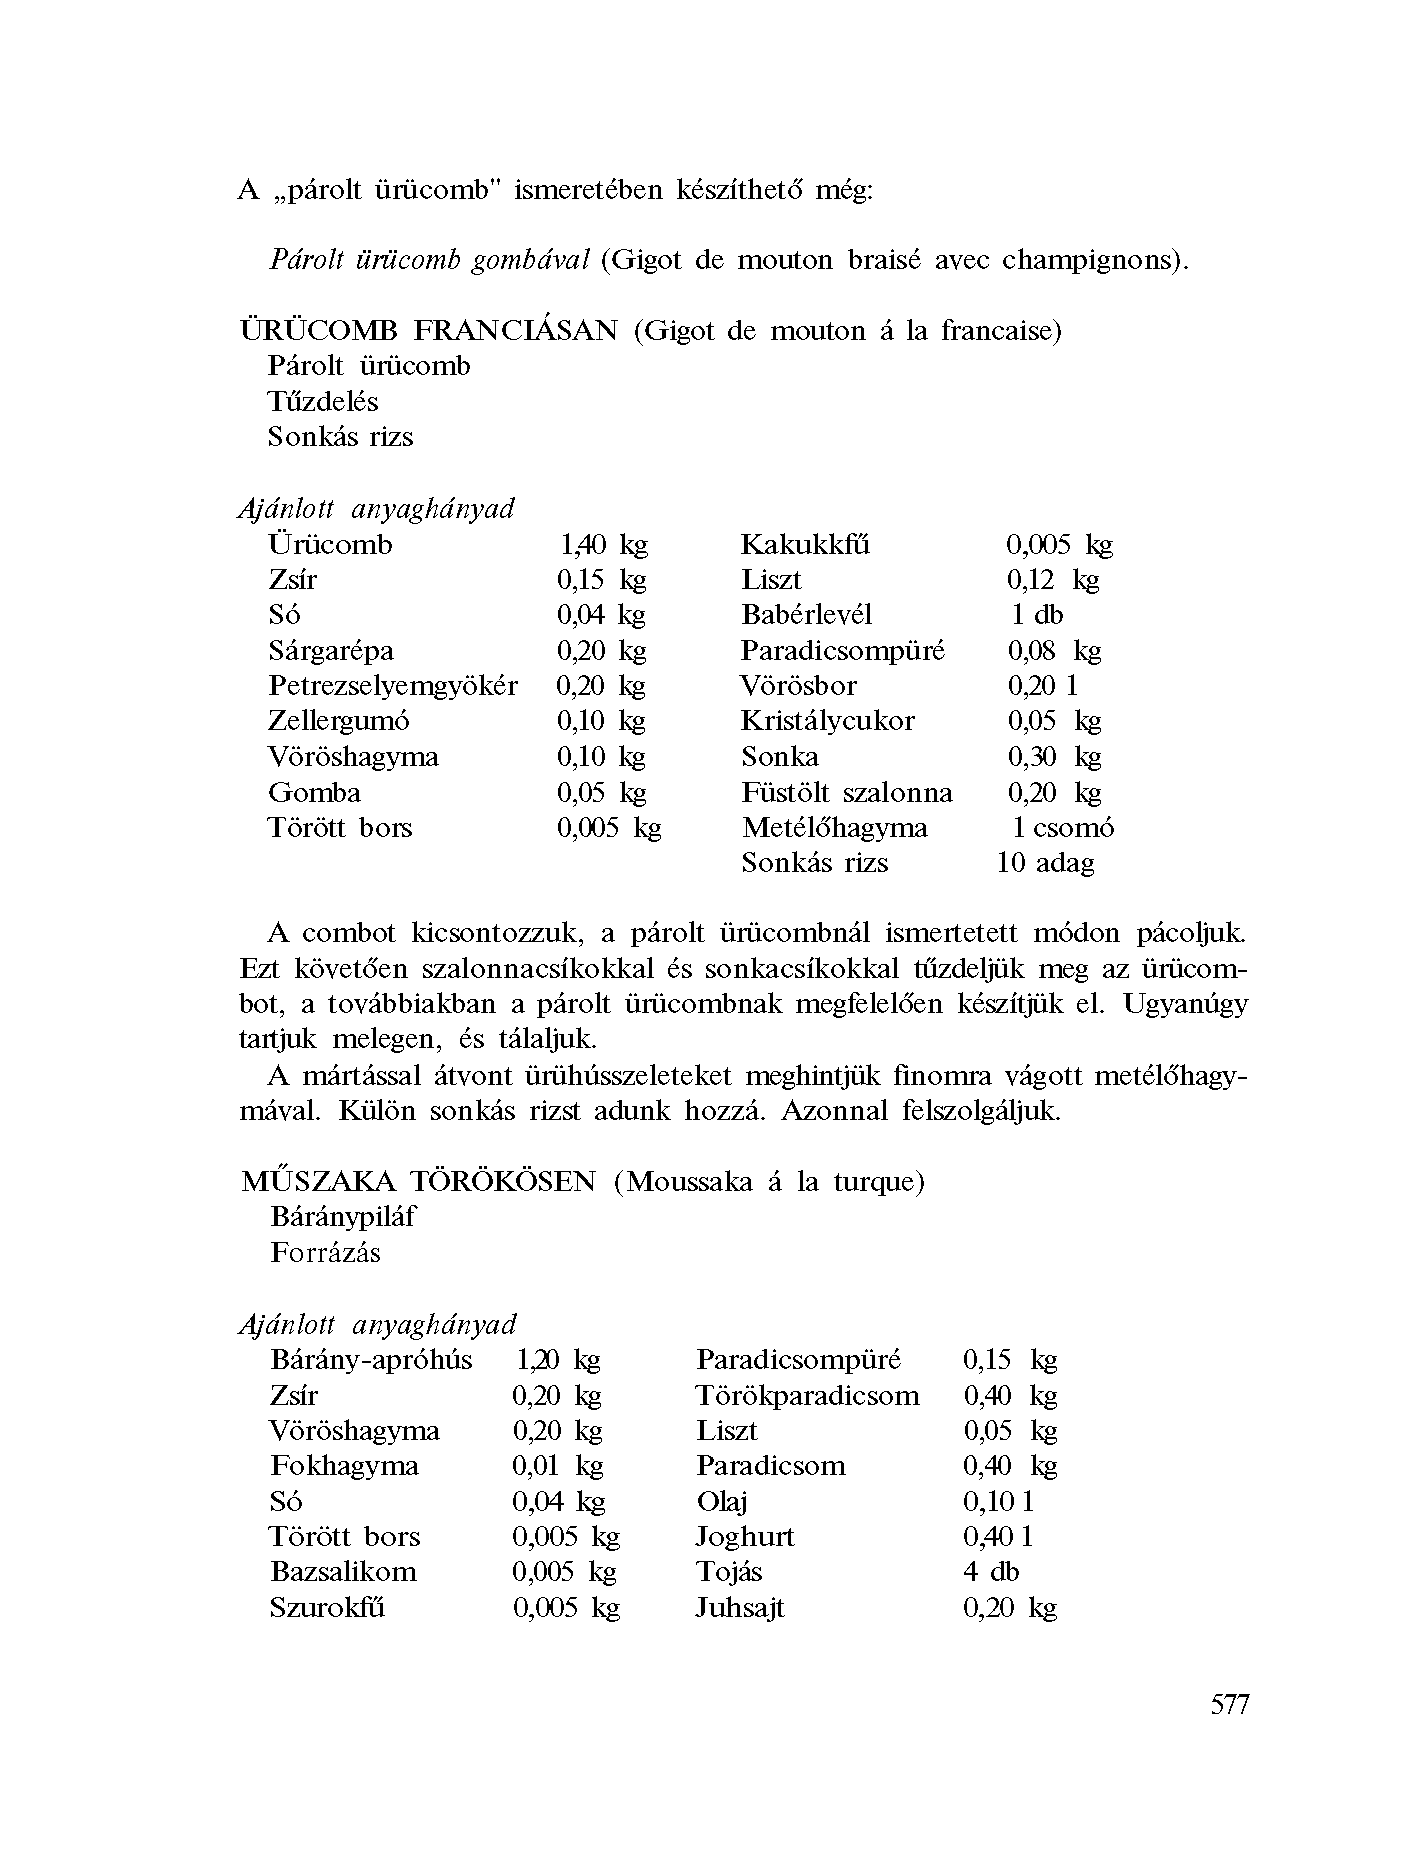 A „párolt ürücomb" ismeretében készíthető még:
Párolt ürücomb gombával (Gigot de mouton braisé avec champignons).
ÜRÜCOMB FRANCIÁSAN (Gigot de mouton á la francaise)
Párolt ürücomb
Tűzdelés
Sonkás rizs
Ajánlott anyaghányad
Ürücomb 1,40 kg Kakukkfű 0,005 kg
Zsír 0,15 kg Liszt 0,12 kg
Só 0,04 kg Babérlevél 1 db
Sárgarépa 0,20 kg Paradicsompüré 0,08 kg
Petrezselyemgyökér 0,20 kg Vörösbor 0,20 l
Zellergumó 0,10 kg Kristálycukor 0,05 kg
Vöröshagyma 0,10 kg Sonka 0,30 kg
Gomba 0,05 kg Füstölt szalonna 0,20 kg
Törött bors 0,005 kg Metélőhagyma 1 csomó
Sonkás rizs 10 adag
A combot kicsontozzuk, a párolt ürücombnál ismertetett módon pácoljuk.
Ezt követően szalonnacsíkokkal és sonkacsíkokkal tűzdeljük meg az ürücom-
bot, a továbbiakban a párolt ürücombnak megfelelően készítjük el. Ugyanúgy
tartjuk melegen, és tálaljuk.
A mártással átvont ürühússzeleteket meghintjük finomra vágott metélőhagy-
mával. Külön sonkás rizst adunk hozzá. Azonnal felszolgáljuk.
MŰSZAKA TÖRÖKÖSEN (Moussaka á la turque)
Báránypiláf
Forrázás
Ajánlott anyaghányad
Bárány-apróhús 1,20 kg Paradicsompüré 0,15 kg
Zsír 0,20 kg Törökparadicsom 0,40 kg
Vöröshagyma 0,20 kg Liszt 0,05 kg
Fokhagyma 0,01 kg Paradicsom 0,40 kg
Só 0,04 kg Olaj 0,10 l
Törött bors 0,005 kg Joghurt 0,40 l
Bazsalikom 0,005 kg Tojás 4 db
Szurokfű 0,005 kg Juhsajt 0,20 kg
577